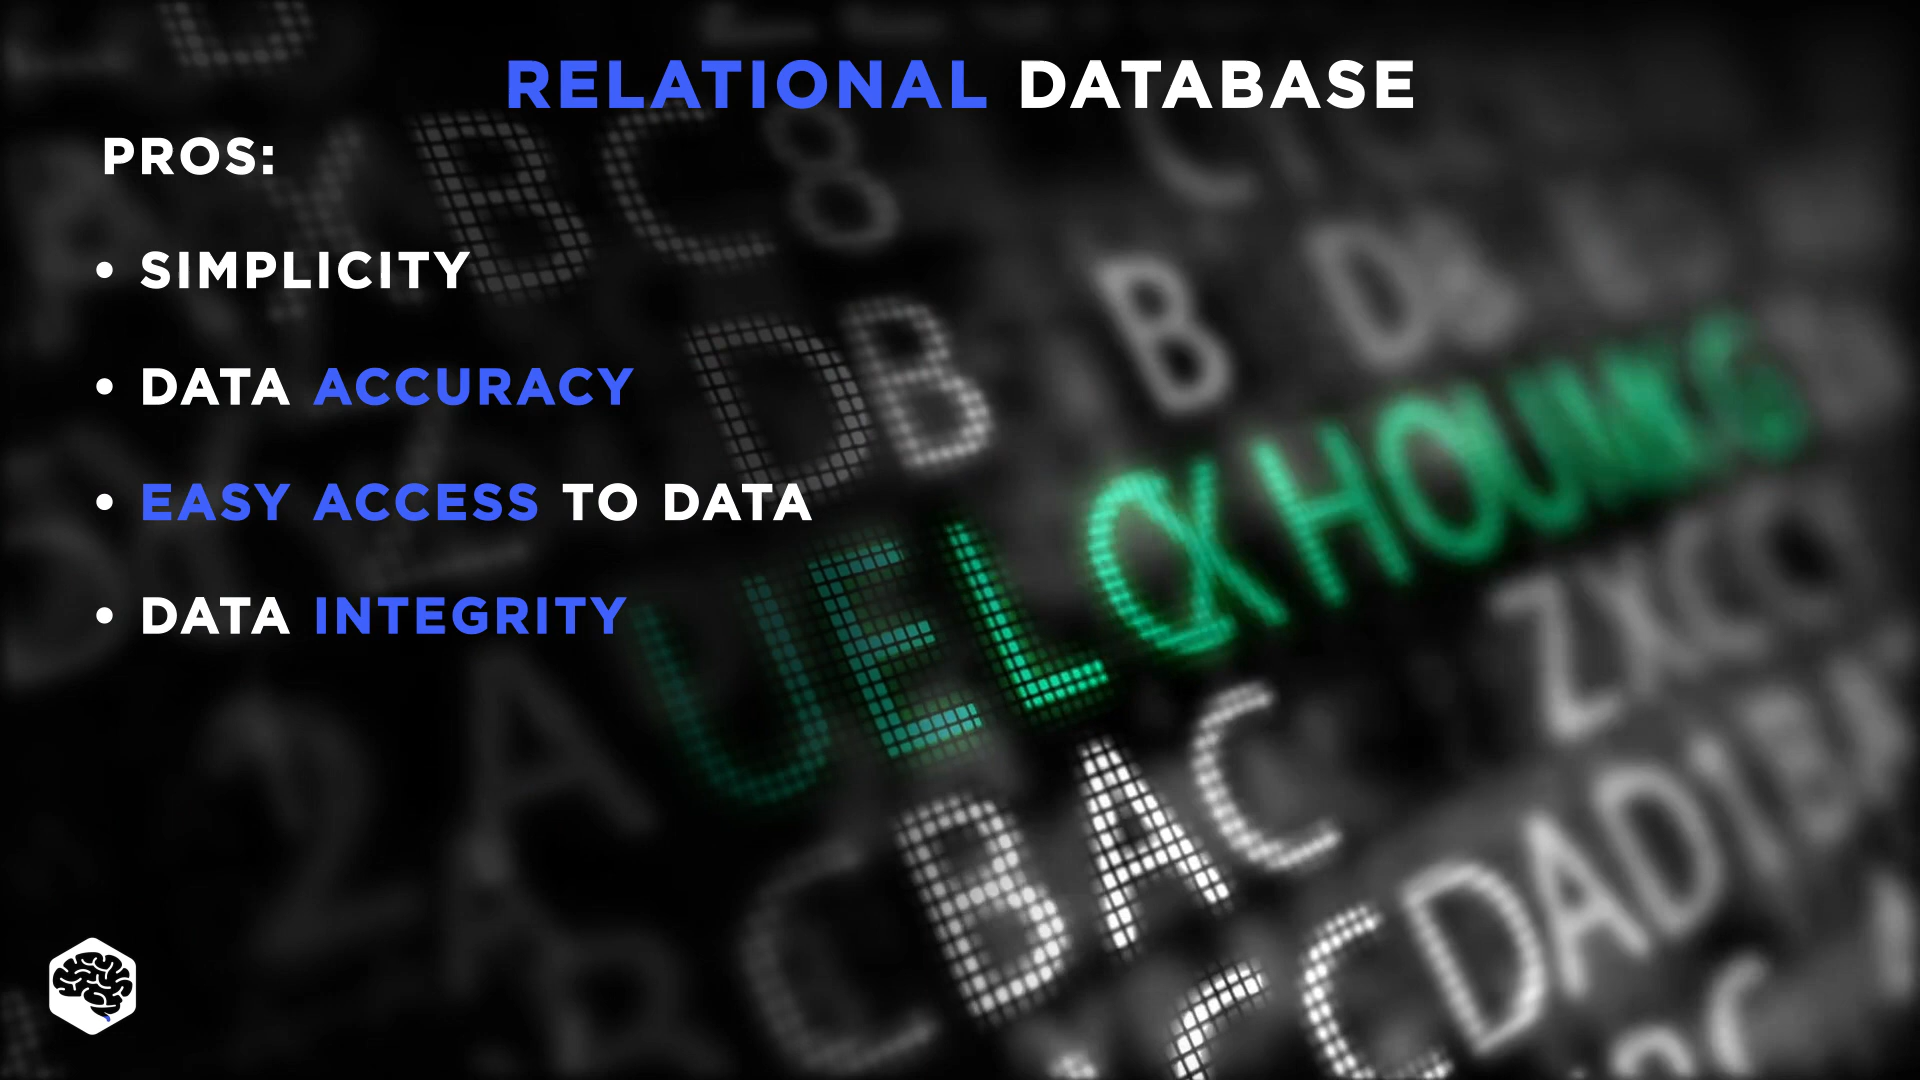 RELATIONAL DATABASE
PROS:
• SIMPLICITY
• DATA ACCURACY
• EASY ACCESS TO DATA
• DATA INTEGRITY